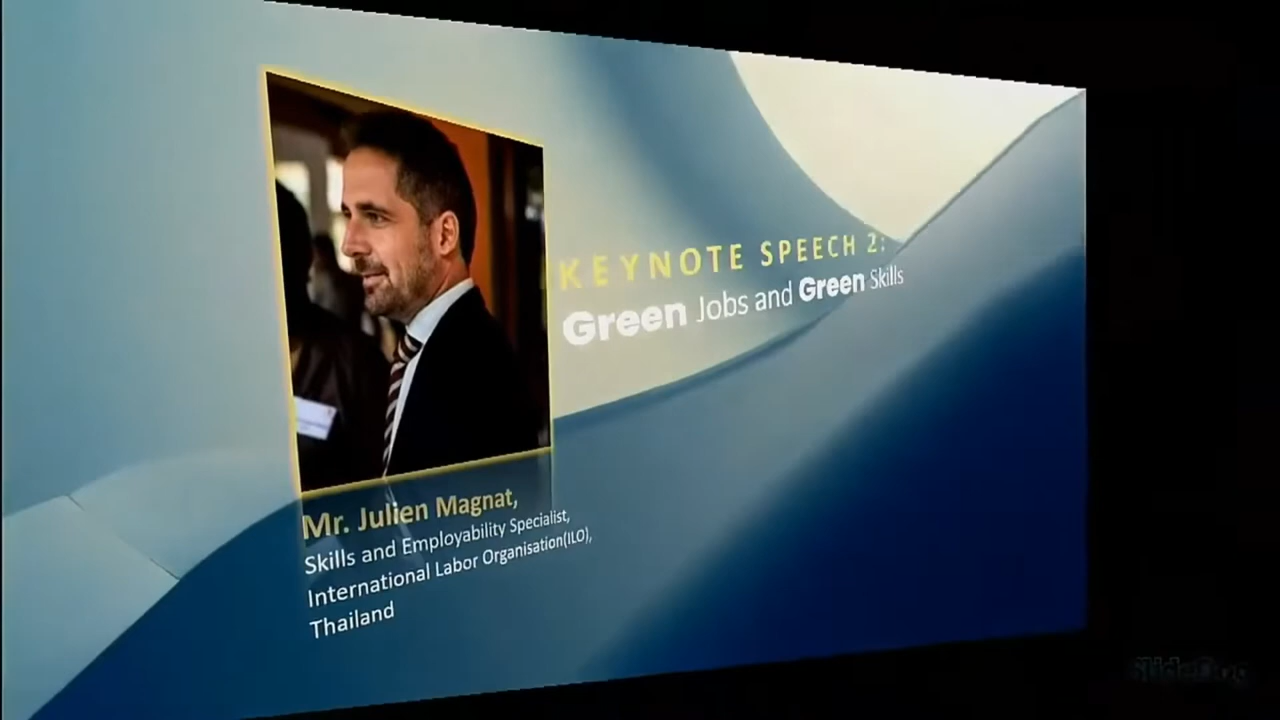 KEYNOTE SPEECH 2:
Green Jobs and Green Skills
Mr. Julien Magnat,
Skills and Employability Specialist,
International Labor Organisation(ILO),
Thailand